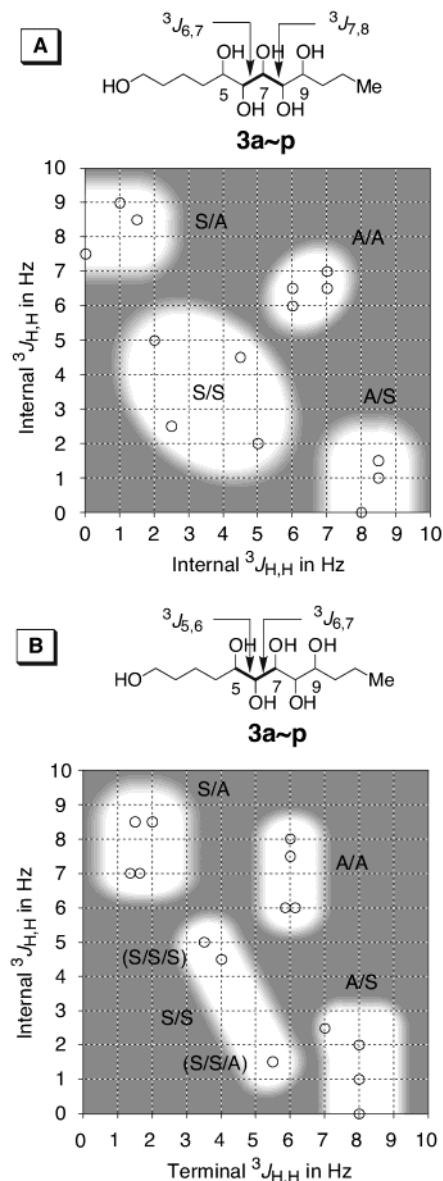 A
³J6,7 ³J7,8
OH OH OH
HO 5 7 9 Me
OH OH
3a~p
10
9
8
7
6
5
4
3
2
1
0
S/A
A/A
S/S
A/S
0 1 2 3 4 5 6 7 8 9 10
Internal ³JH,H in Hz
Internal ³JH,H in Hz
B
³J5,6 ³J6,7
OH OH OH
HO 5 7 9 Me
OH OH
3a~p
10
9
8
7
6
5
4
3
2
1
0
S/A
A/A
(S/S/S)
A/S
S/S
(S/S/A)
0 1 2 3 4 5 6 7 8 9 10
Internal ³JH,H in Hz
Terminal ³JH,H in Hz